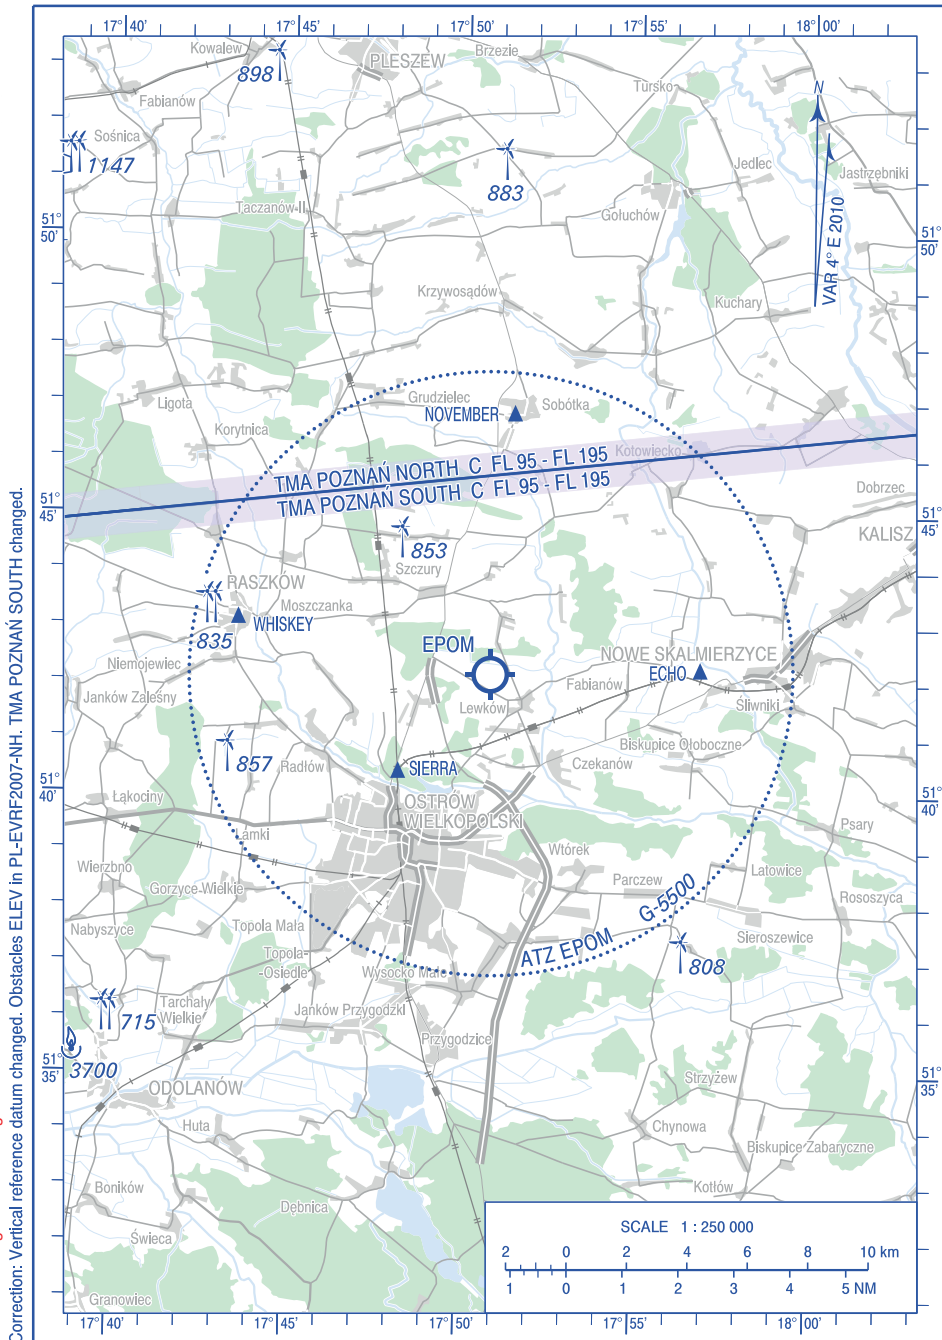 17°40'
17°45'
17°50'
17°55'
18°00'
Kowalew
PLESZEW
Brzezie
898
Fabianów
Tursko
N
Sośnica
1147
883
Jedlec
Jastrzębniki
Taczanów II
Gołuchów
51°
50'
51°
50'
VAR 4° E 2010
Krzywosądów
Kuchary
Grudzielec
Sobótka
Ligota
NOVEMBER
Korytnica
Kotowiecko
TMA POZNAŃ NORTH C FL 95 - FL 195
TMA POZNAŃ SOUTH C FL 95 - FL 195
Dobrzec
51°
45'
51°
45'
KALISZ
853
Szczury
RASZKÓW
Moszczanka
WHISKEY
835
EPOM
NOWE SKALMIERZYCE
Niemojewiec
ECHO
Janków Zaleśny
Fabianów
Lewków
Śliwniki
857
Radłów
SIERRA
Biskupice Ołoboczne
Czekanów
51°
40'
51°
40'
Łąkociny
OSTRÓW
WIELKOPOLSKI
Lamki
Psary
Wierzbno
Wtórek
Latowice
Gorzyce Wielkie
Parczew
Rososzyca
G-5500
Nabyszyce
Topola Mała
ATZ EPOM
Sieroszewice
Topola
-Osiedle
Wysocko Małe
808
715
Tarchały
Wielkie
Janków Przygodzki
Przygodzice
51°
35'
3700
51°
35'
ODOLANÓW
Strzyżew
Huta
Chynowa
Biskupice Zabaryczne
Boników
Dębnica
Kotłów
Świeca
SCALE 1 : 250 000
2 0 2 4 6 8 10 km
1 0 1 2 3 4 5 NM
Granowiec
17°40'
17°45'
17°50'
17°55'
18°00'
Correction: Vertical reference datum changed. Obstacles ELEV in PL-EVRF2007-NH. TMA POZNAŃ SOUTH changed.